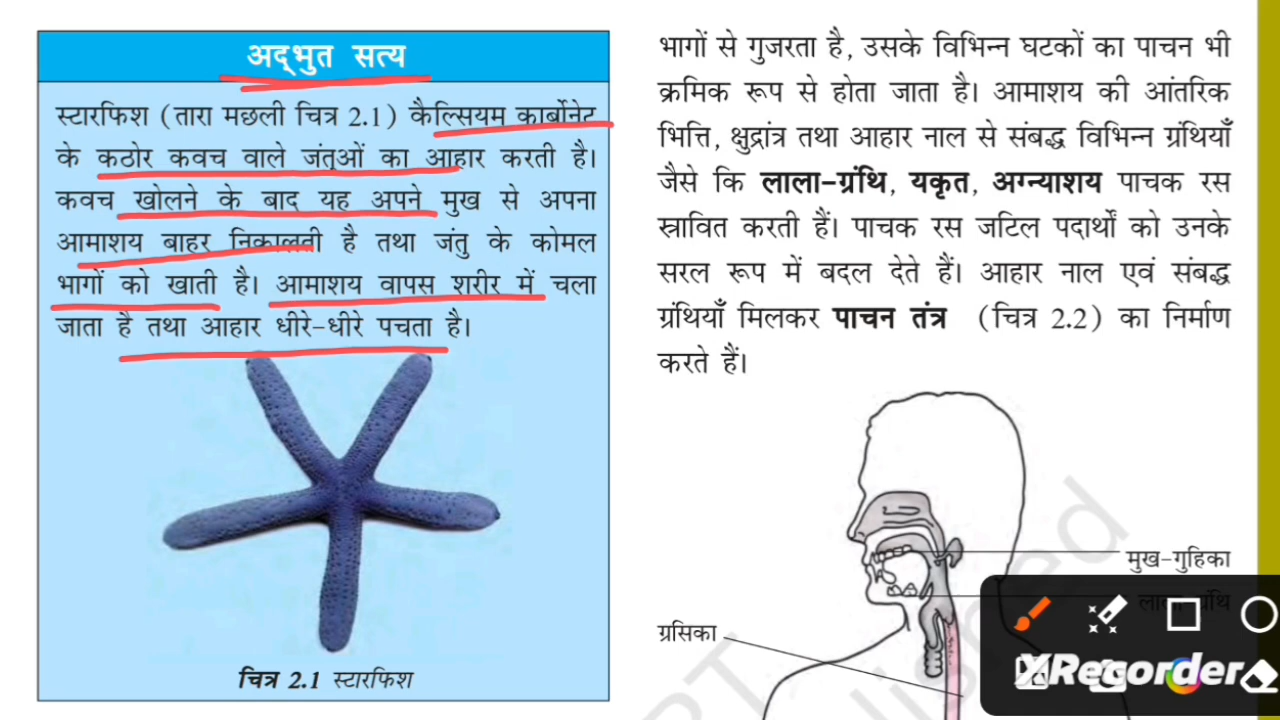 अद्भुत सत्य
स्टारफिश (तारा मछली चित्र 2.1) कैल्सियम कार्बोनेट
के कठोर कवच वाले जंतुओं का आहार करती है।
कवच खोलने के बाद यह अपने मुख से अपना
आमाशय बाहर निकालती है तथा जंतु के कोमल
भागों को खाती है। आमाशय वापस शरीर में चला
जाता है तथा आहार धीरे-धीरे पचता है।
चित्र 2.1 स्टारफिश
भागों से गुजरता है, उसके विभिन्न घटकों का पाचन भी
क्रमिक रूप से होता जाता है। आमाशय की आंतरिक
भित्ति, क्षुद्रांत्र तथा आहार नाल से संबद्ध विभिन्न ग्रंथियाँ
जैसे कि लाला-ग्रंथि, यकृत, अग्न्याशय पाचक रस
स्रावित करती हैं। पाचक रस जटिल पदार्थों को उनके
सरल रूप में बदल देते हैं। आहार नाल एवं संबद्ध
ग्रंथियाँ मिलकर पाचन तंत्र (चित्र 2.2) का निर्माण
करते हैं।
मुख-गुहिका
लाला ग्रंथि
ग्रसिका
XRecorder